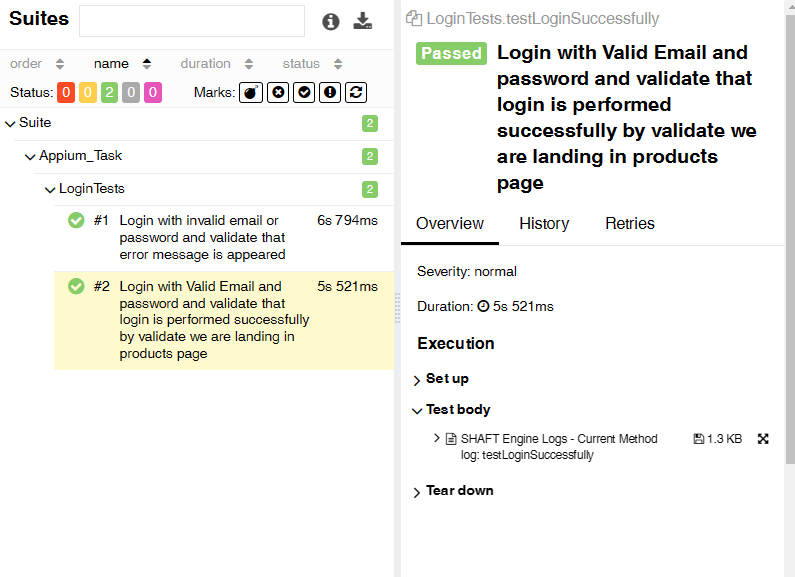 Suites
order name duration status
Status: 0 0 2 0 0 Marks:
Suite 2
Appium_Task 2
LoginTests 2
#1 Login with invalid email or 6s 794ms
password and validate that
error message is appeared
#2 Login with Valid Email and 5s 521ms
password and validate that
login is performed successfully
by validate we are landing in
products page
LoginTests.testLoginSuccessfully
Passed Login with Valid Email and
password and validate that
login is performed
successfully by validate we
are landing in products
page
Overview History Retries
Severity: normal
Duration: 5s 521ms
Execution
Set up
Test body
SHAFT Engine Logs - Current Method 1.3 KB
log: testLoginSuccessfully
Tear down